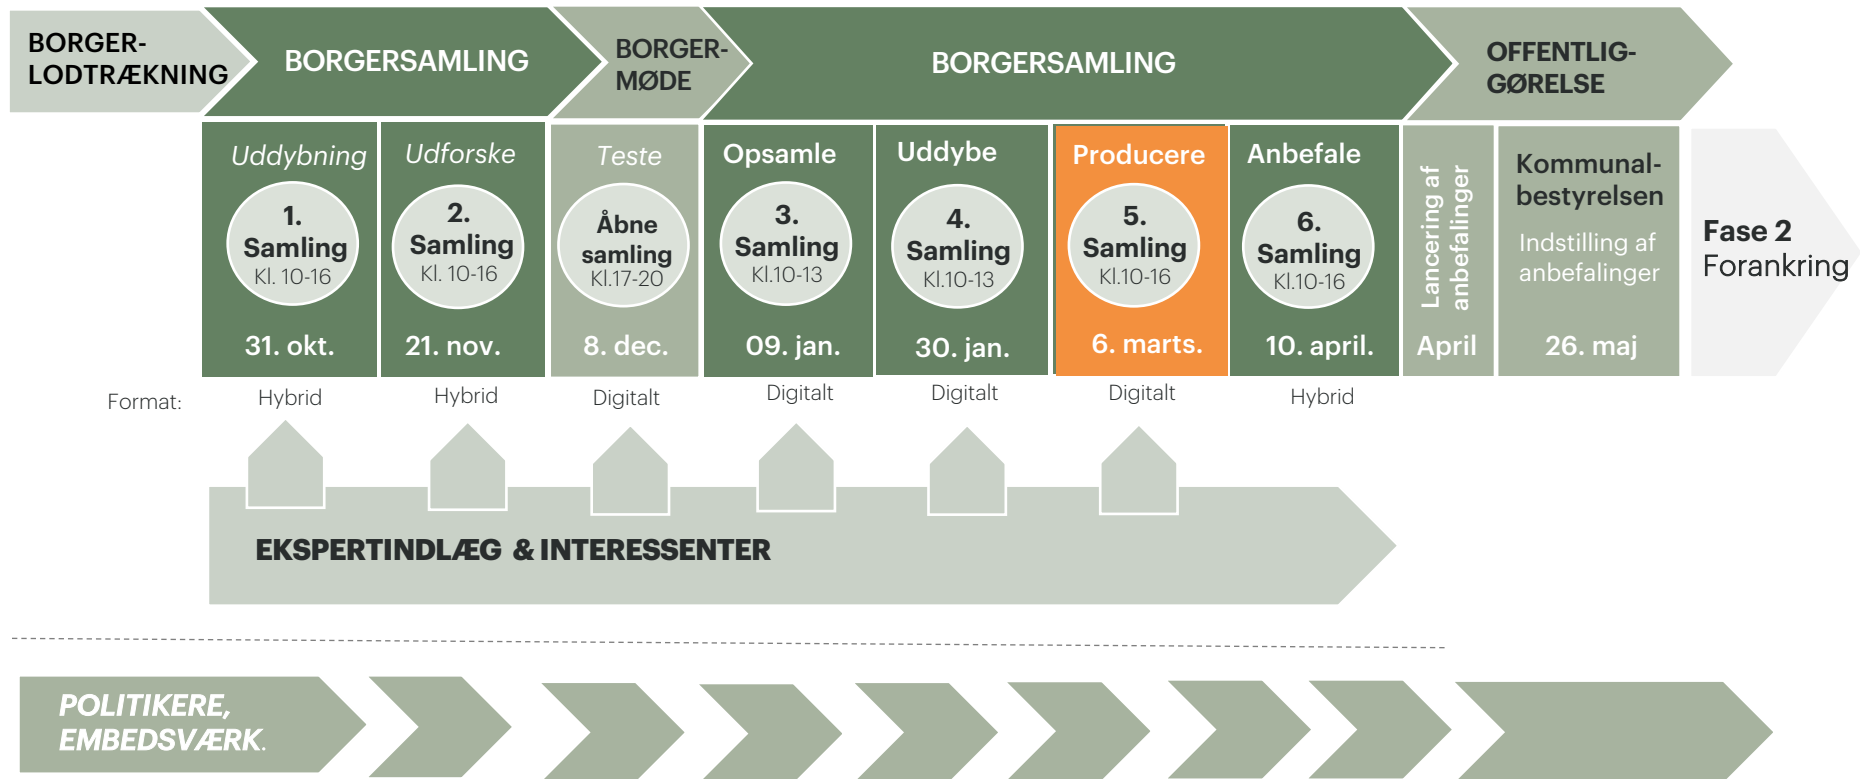 BORGER-
LODTRÆKNING
BORGERSAMLING
BORGER-
MØDE
BORGERSAMLING
OFFENTLIG-
GØRELSE
Uddybning
1.
Samling
Kl. 10-16
31. okt.
Udforske
2.
Samling
Kl. 10-16
21. nov.
Teste
Åbne
samling
Kl.17-20
8. dec.
Opsamle
3.
Samling
Kl.10-13
09. jan.
Uddybe
4.
Samling
Kl.10-13
30. jan.
Producere
5.
Samling
Kl.10-16
6. marts.
Anbefale
6.
Samling
Kl.10-16
10. april.
Lancering af
anbefalinger
April
Kommunal-
bestyrelsen
Indstilling af
anbefalinger
26. maj
Fase 2
Forankring
Format:
Hybrid
Hybrid
Digitalt
Digitalt
Digitalt
Digitalt
Hybrid
EKSPERTINDLÆG & INTERESSENTER
POLITIKERE,
EMBEDSVÆRK.